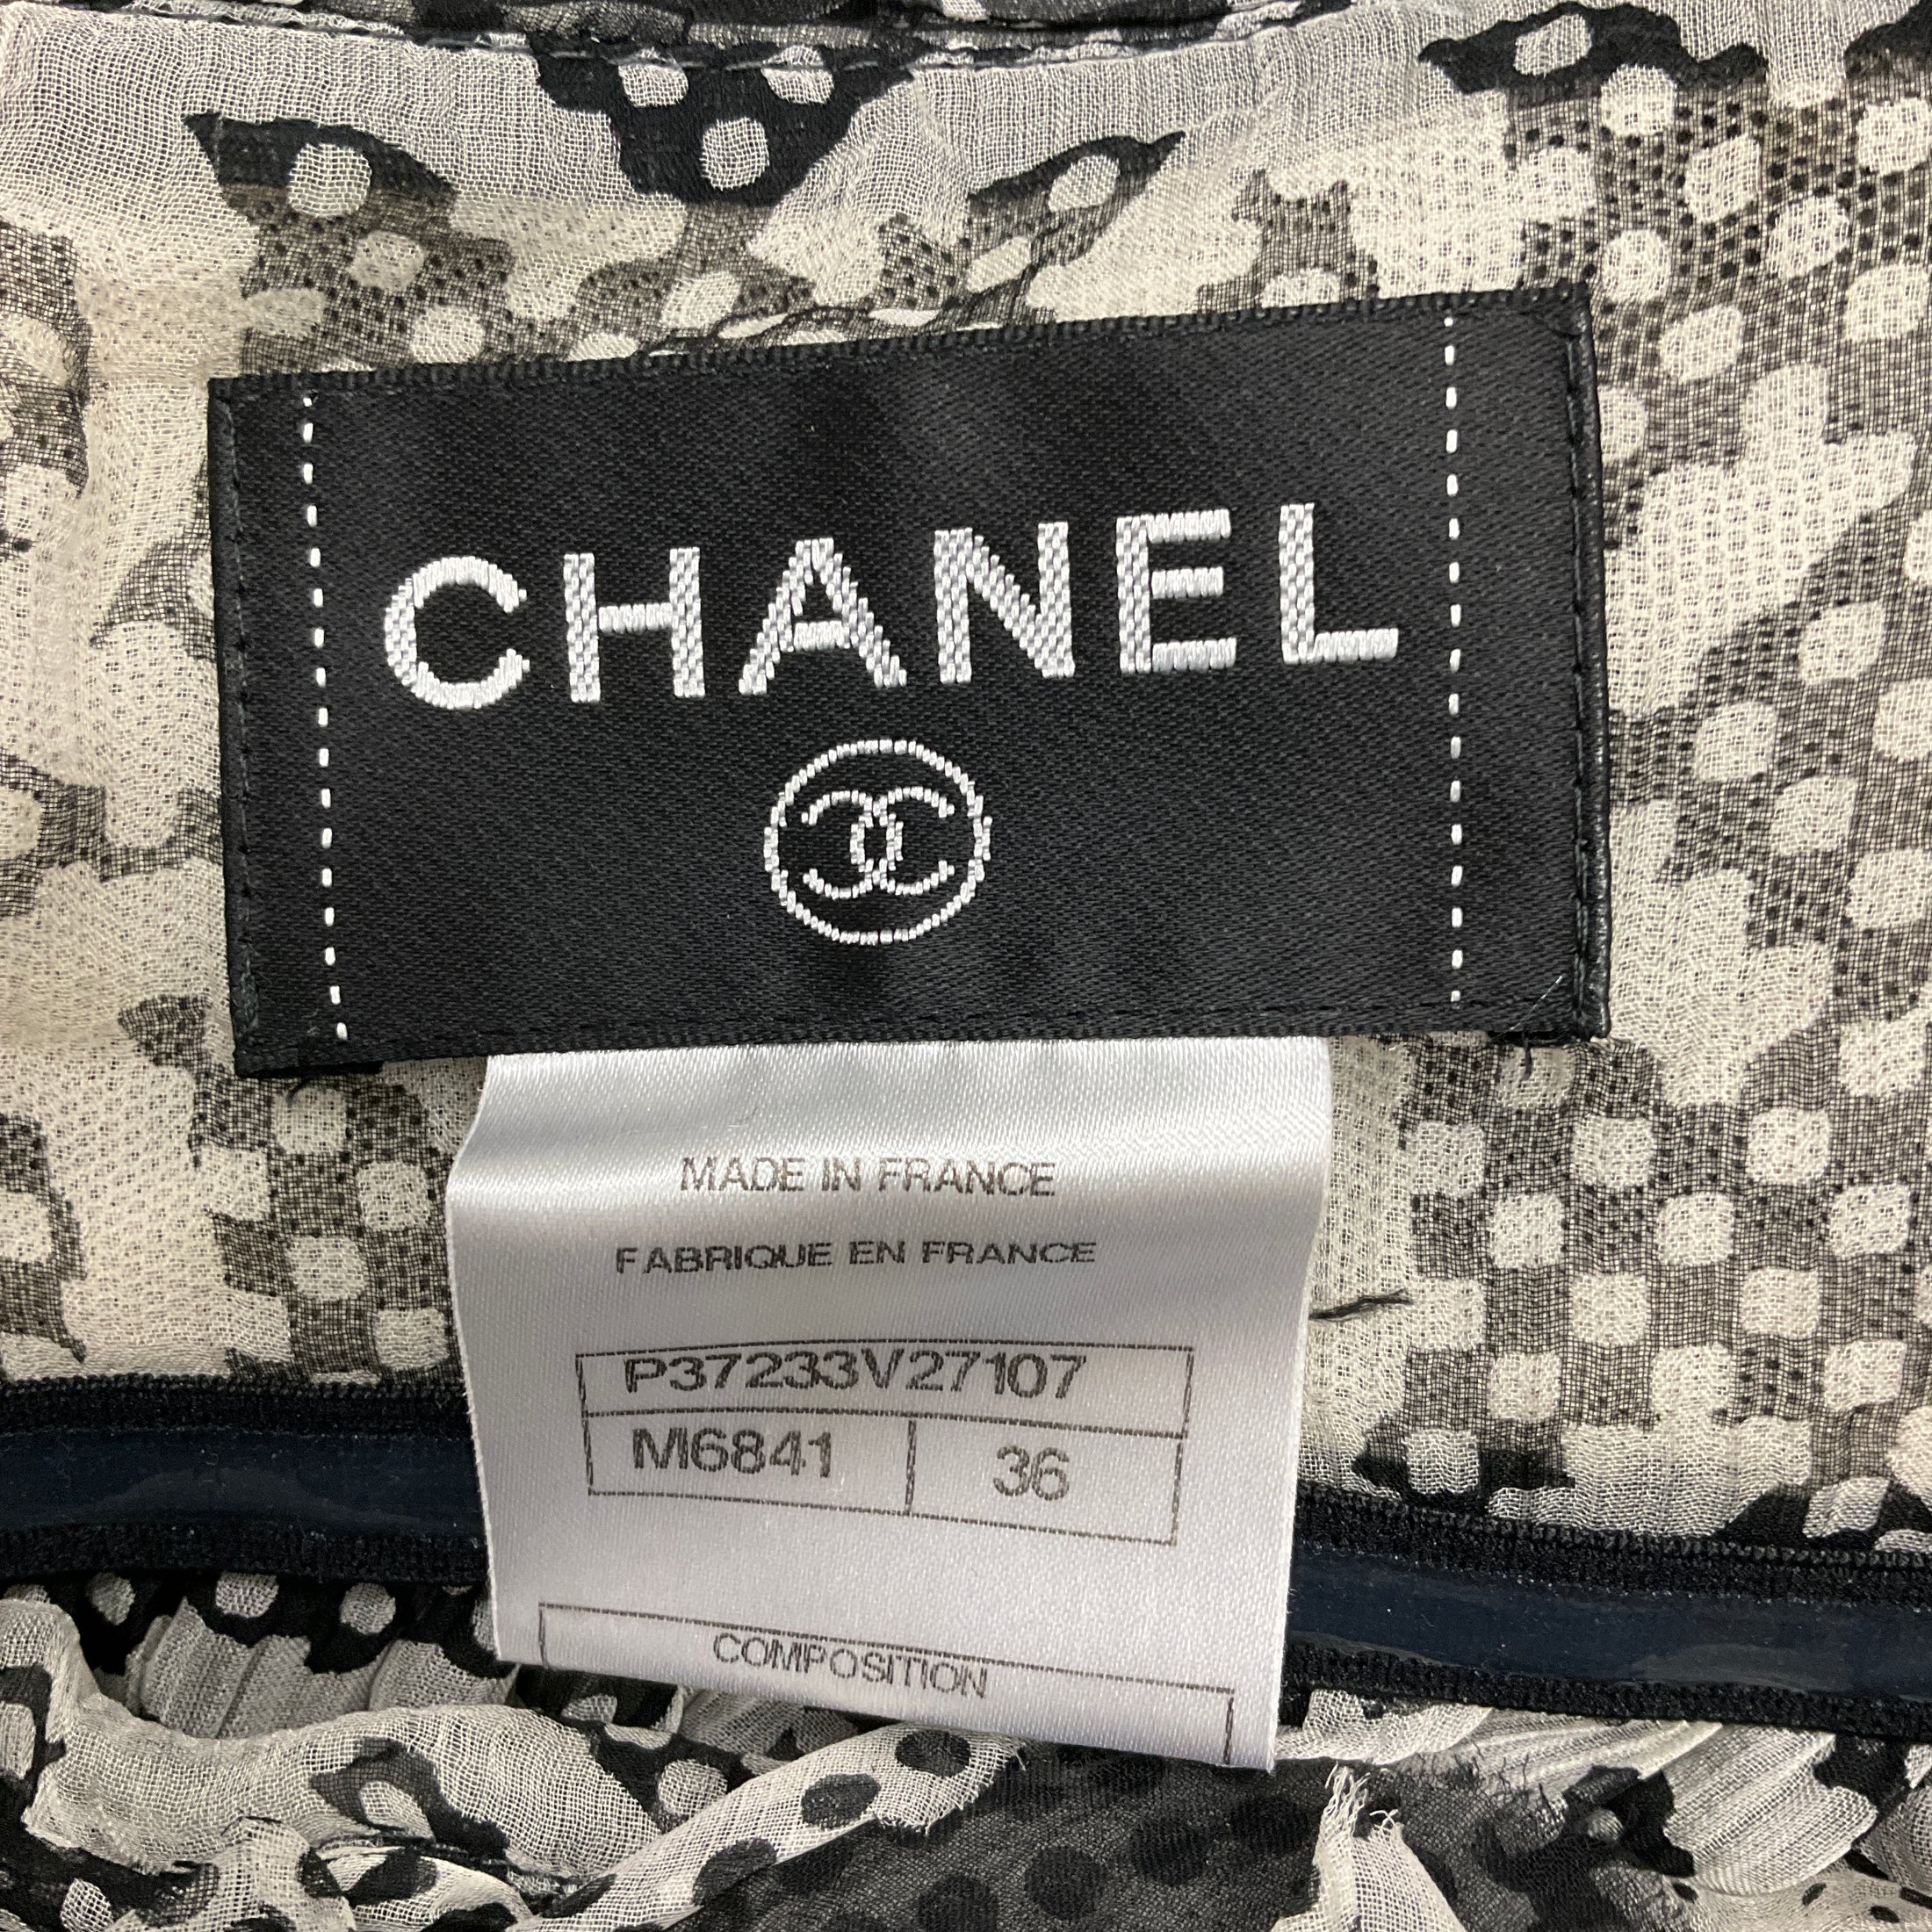 CHANEL
MADE IN FRANCE
FABRIQUE EN FRANCE
P37233V27107
M6841 36
COMPOSITION